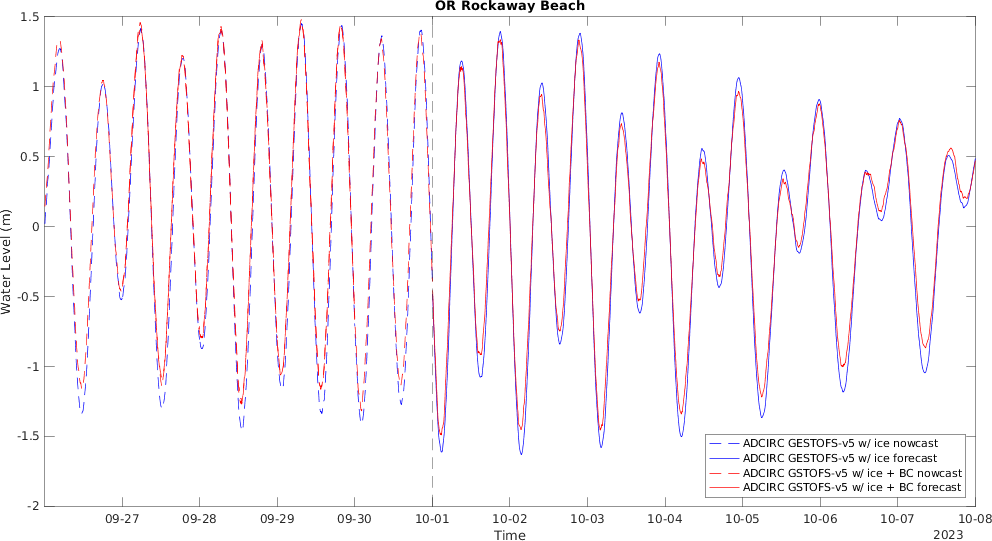 OR Rockaway Beach
1.5
1
0.5
0
-0.5
-1
-1.5
-2
Water Level (m)
09-27 09-28 09-29 09-30 10-01 10-02 10-03 10-04 10-05 10-06 10-07 10-08
Time
2023
ADCIRC GESTOFS-v5 w/ ice nowcast
ADCIRC GESTOFS-v5 w/ ice forecast
ADCIRC GSTOFS-v5 w/ ice + BC nowcast
ADCIRC GSTOFS-v5 w/ ice + BC forecast